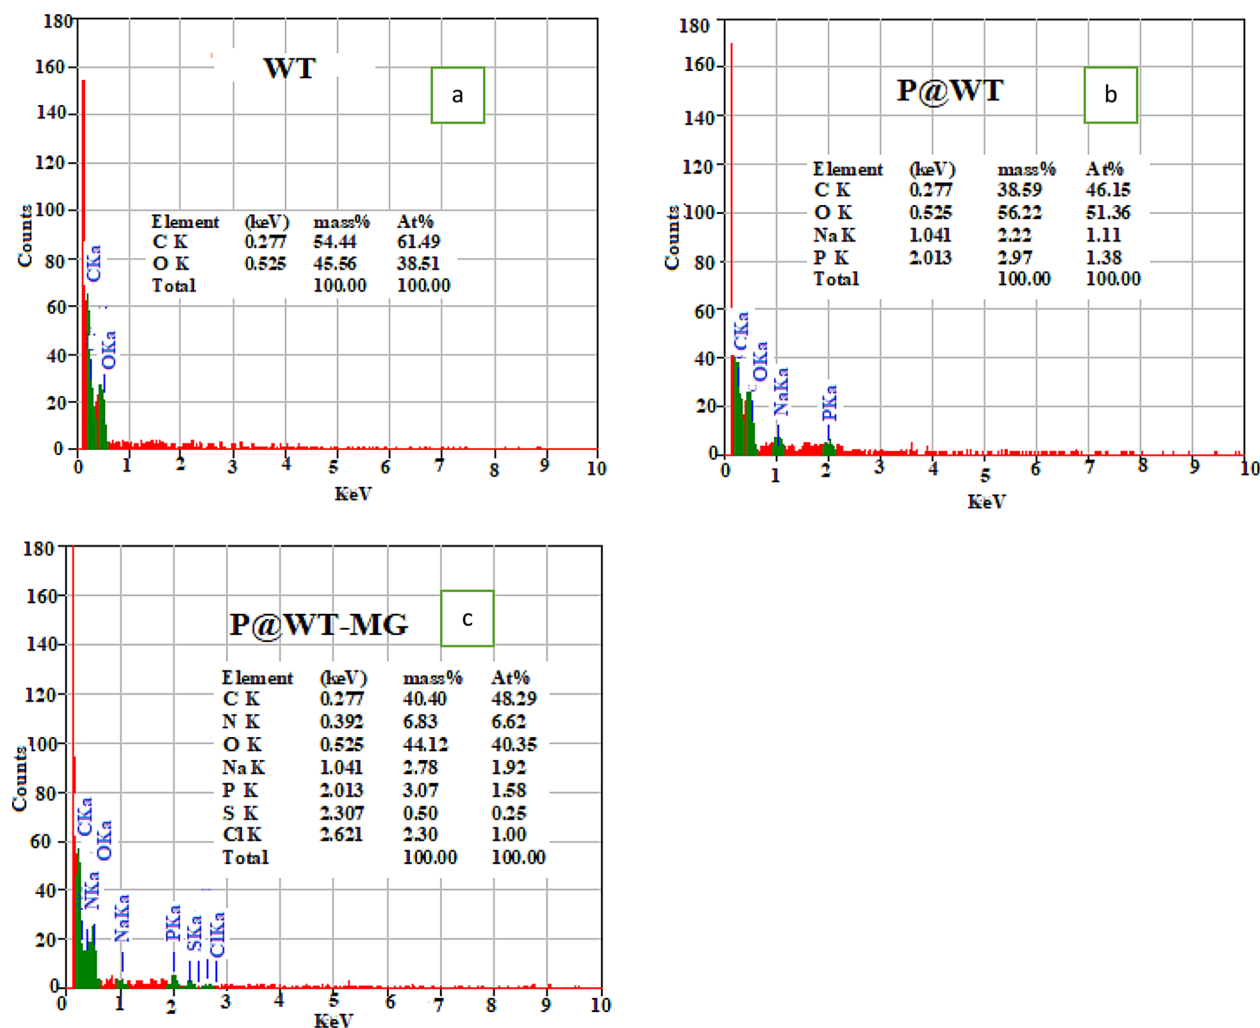 180
160
140
120
100
80
60
40
20
0
Counts
WT
a
Element (keV) mass% At%
C K 0.277 54.44 61.49
O K 0.525 45.56 38.51
Total 100.00 100.00
CKa
OKa
0 1 2 3 4 5 6 7 8 9 10
KeV
180
160
140
120
100
80
60
40
20
0
Counts
P@WT
b
Element (keV) mass% At%
C K 0.277 38.59 46.15
O K 0.525 56.22 51.36
Na K 1.041 2.22 1.11
P K 2.013 2.97 1.38
Total 100.00 100.00
CKa
OKa
NaKa
PKa
0 1 2 3 4 5 6 7 8 9 10
KeV
180
160
140
120
100
80
60
40
20
0
Counts
P@WT-MG
c
Element (keV) mass% At%
C K 0.277 40.40 48.29
N K 0.392 6.83 6.62
O K 0.525 44.12 40.35
Na K 1.041 2.78 1.92
P K 2.013 3.07 1.58
S K 2.307 0.50 0.25
Cl K 2.621 2.30 1.00
Total 100.00 100.00
CKa
NKa
OKa
NaKa
PKa
SKa
ClKa
0 1 2 3 4 5 6 7 8 9 10
KeV